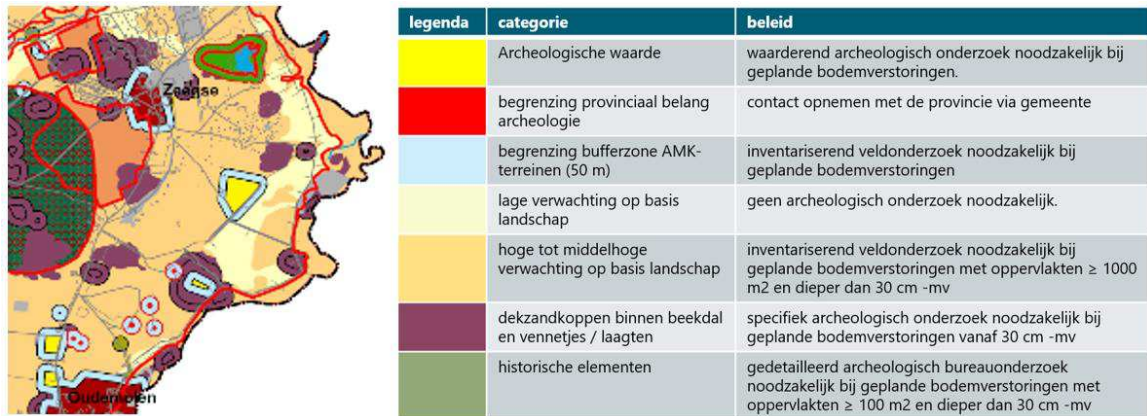 Zeegse
Oudemolen
legenda categorie beleid
Archeologische waarde
waarderend archeologisch onderzoek noodzakelijk bij
geplande bodemverstoringen.
begrenzing provinciaal belang
archeologie
contact opnemen met de provincie via gemeente
begrenzing bufferzone AMK-
terreinen (50 m)
inventariserend veldonderzoek noodzakelijk bij
geplande bodemverstoringen
lage verwachting op basis
landschap
geen archeologisch onderzoek noodzakelijk.
hoge tot middelhoge
verwachting op basis landschap
inventariserend veldonderzoek noodzakelijk bij
geplande bodemverstoringen met oppervlakten ≥ 1000
m2 en dieper dan 30 cm -mv
dekzandkoppen binnen beekdal
en vennetjes / laagten
specifiek archeologisch onderzoek noodzakelijk bij
geplande bodemverstoringen vanaf 30 cm -mv
historische elementen
gedetailleerd archeologisch bureauonderzoek
noodzakelijk bij geplande bodemverstoringen met
oppervlakten ≥ 100 m2 en dieper dan 30 cm -mv